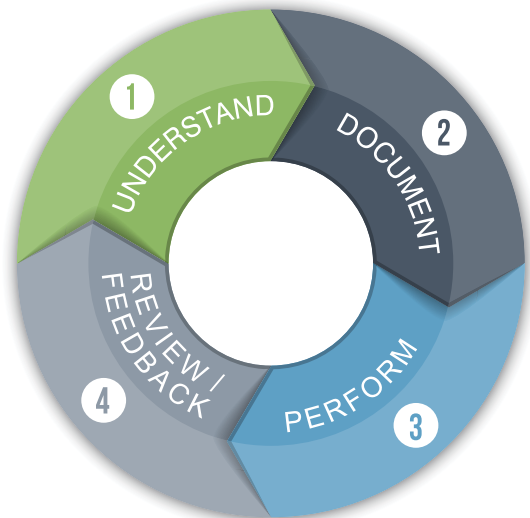 1
UNDERSTAND
2
DOCUMENT
3
PERFORM
4
REVIEW /
FEEDBACK